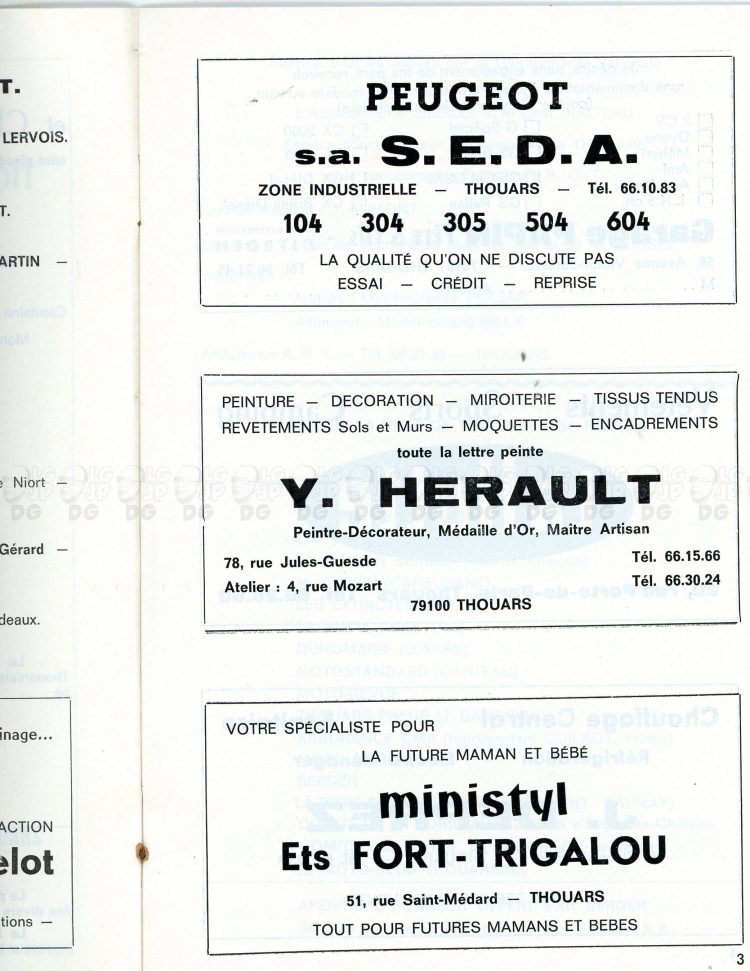 T.
LERVOIS.
T.
ARTIN —
e Niort —
Gérard —
deaux.
inage...
ACTION
elot
tions —
PEUGEOT
s.a. S.E.D.A.
ZONE INDUSTRIELLE — THOUARS — Tél. 66.10.83
104 304 305 504 604
LA QUALITÉ QU'ON NE DISCUTE PAS
ESSAI — CRÉDIT — REPRISE
PEINTURE — DECORATION — MIROITERIE — TISSUS TENDUS
REVETEMENTS Sols et Murs — MOQUETTES — ENCADREMENTS
toute la lettre peinte
Y. HERAULT
Peintre-Décorateur, Médaille d'Or, Maître Artisan
78, rue Jules-Guesde Tél. 66.15.66
Atelier : 4, rue Mozart Tél. 66.30.24
79100 THOUARS
VOTRE SPÉCIALISTE POUR
LA FUTURE MAMAN ET BÉBÉ
ministyl
Ets FORT-TRIGALOU
51, rue Saint-Médard — THOUARS
TOUT POUR FUTURES MAMANS ET BEBES
3